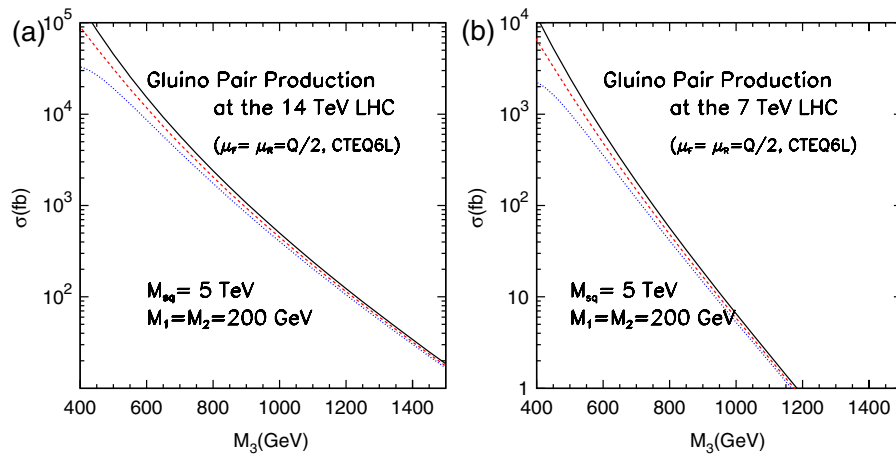 (a)
10^5
10^4
10^3
10^2
σ(fb)
Gluino Pair Production
at the 14 TeV LHC
(μ_F= μ_R=Q/2, CTEQ6L)
M_sq= 5 TeV
M_1=M_2=200 GeV
400 600 800 1000 1200 1400
M_3(GeV)
(b)
10^4
10^3
10^2
10
1
σ(fb)
Gluino Pair Production
at the 7 TeV LHC
(μ_F= μ_R=Q/2, CTEQ6L)
M_sq= 5 TeV
M_1=M_2=200 GeV
400 600 800 1000 1200 1400
M_3(GeV)